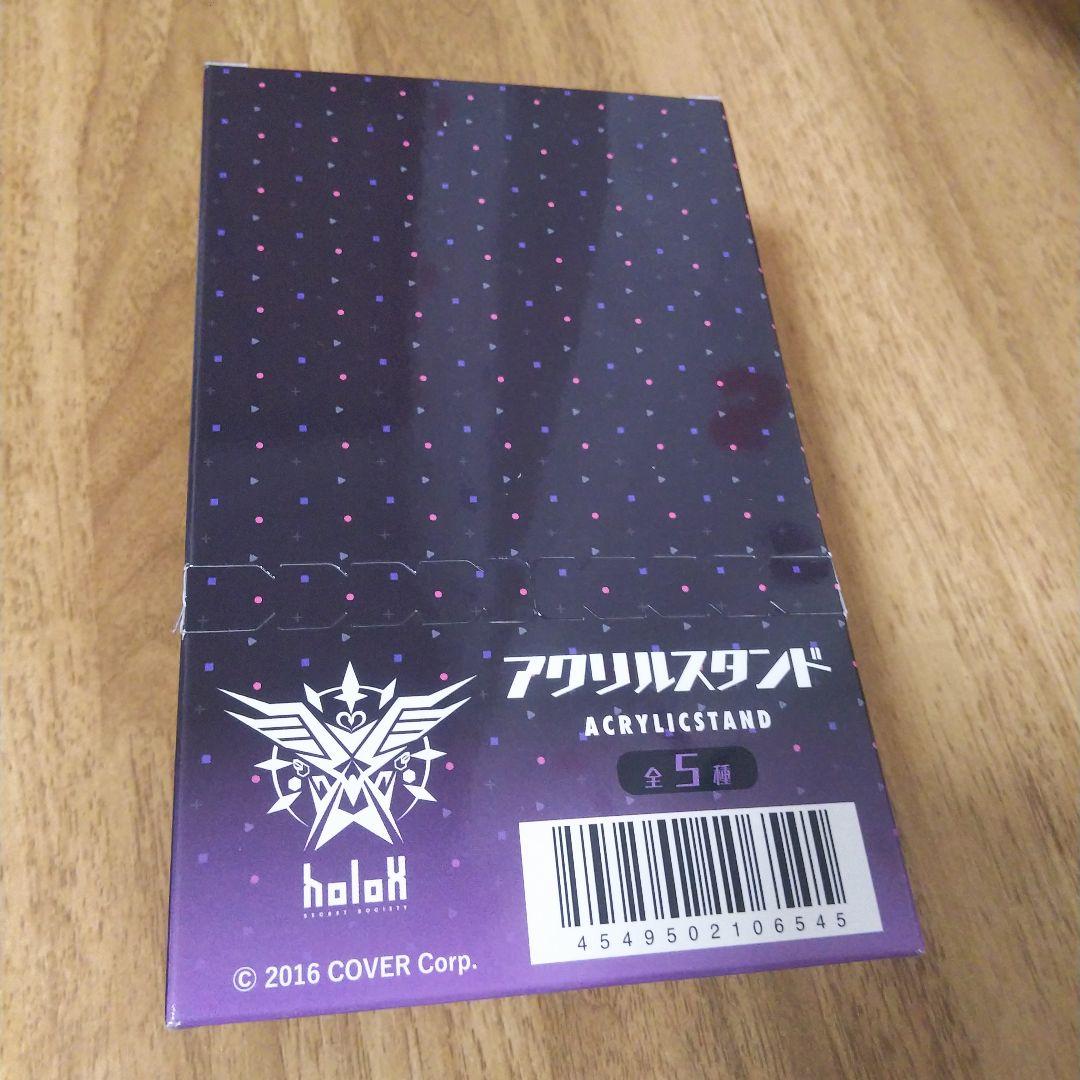 アクリルスタンド
ACRYLICSTAND
全5種
holoX
SECRET SOCIETY
4549502106545
© 2016 COVER Corp.